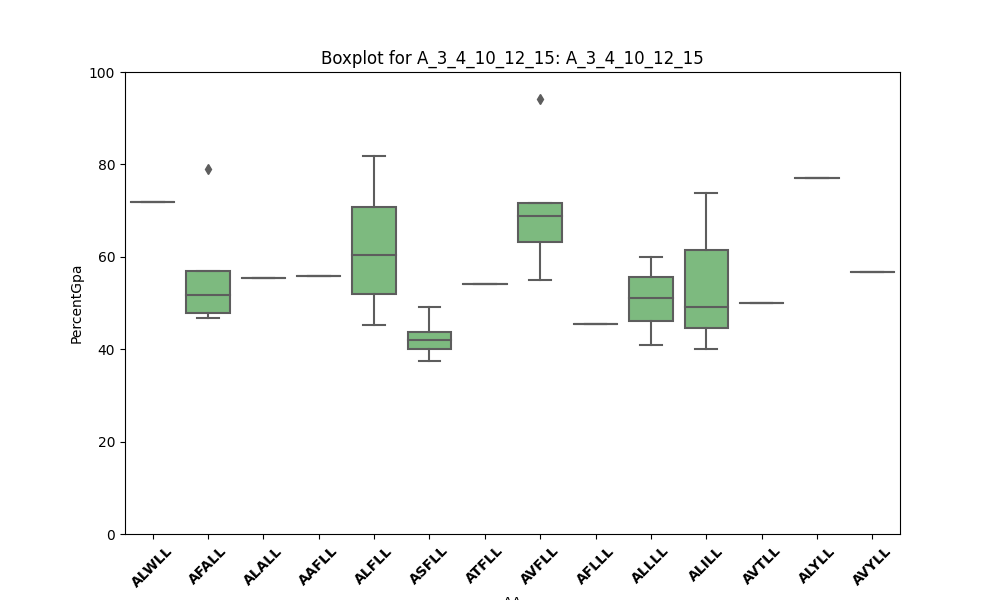 Boxplot for A_3_4_10_12_15: A_3_4_10_12_15
100
80
60
40
20
0
PercentGpa
ALWLL
AFALL
ALALL
AAFLL
ALFLL
ASFLL
ATFLL
AVFLL
AFLLL
ALLLL
ALILL
AVTLL
ALYLL
AVYLL